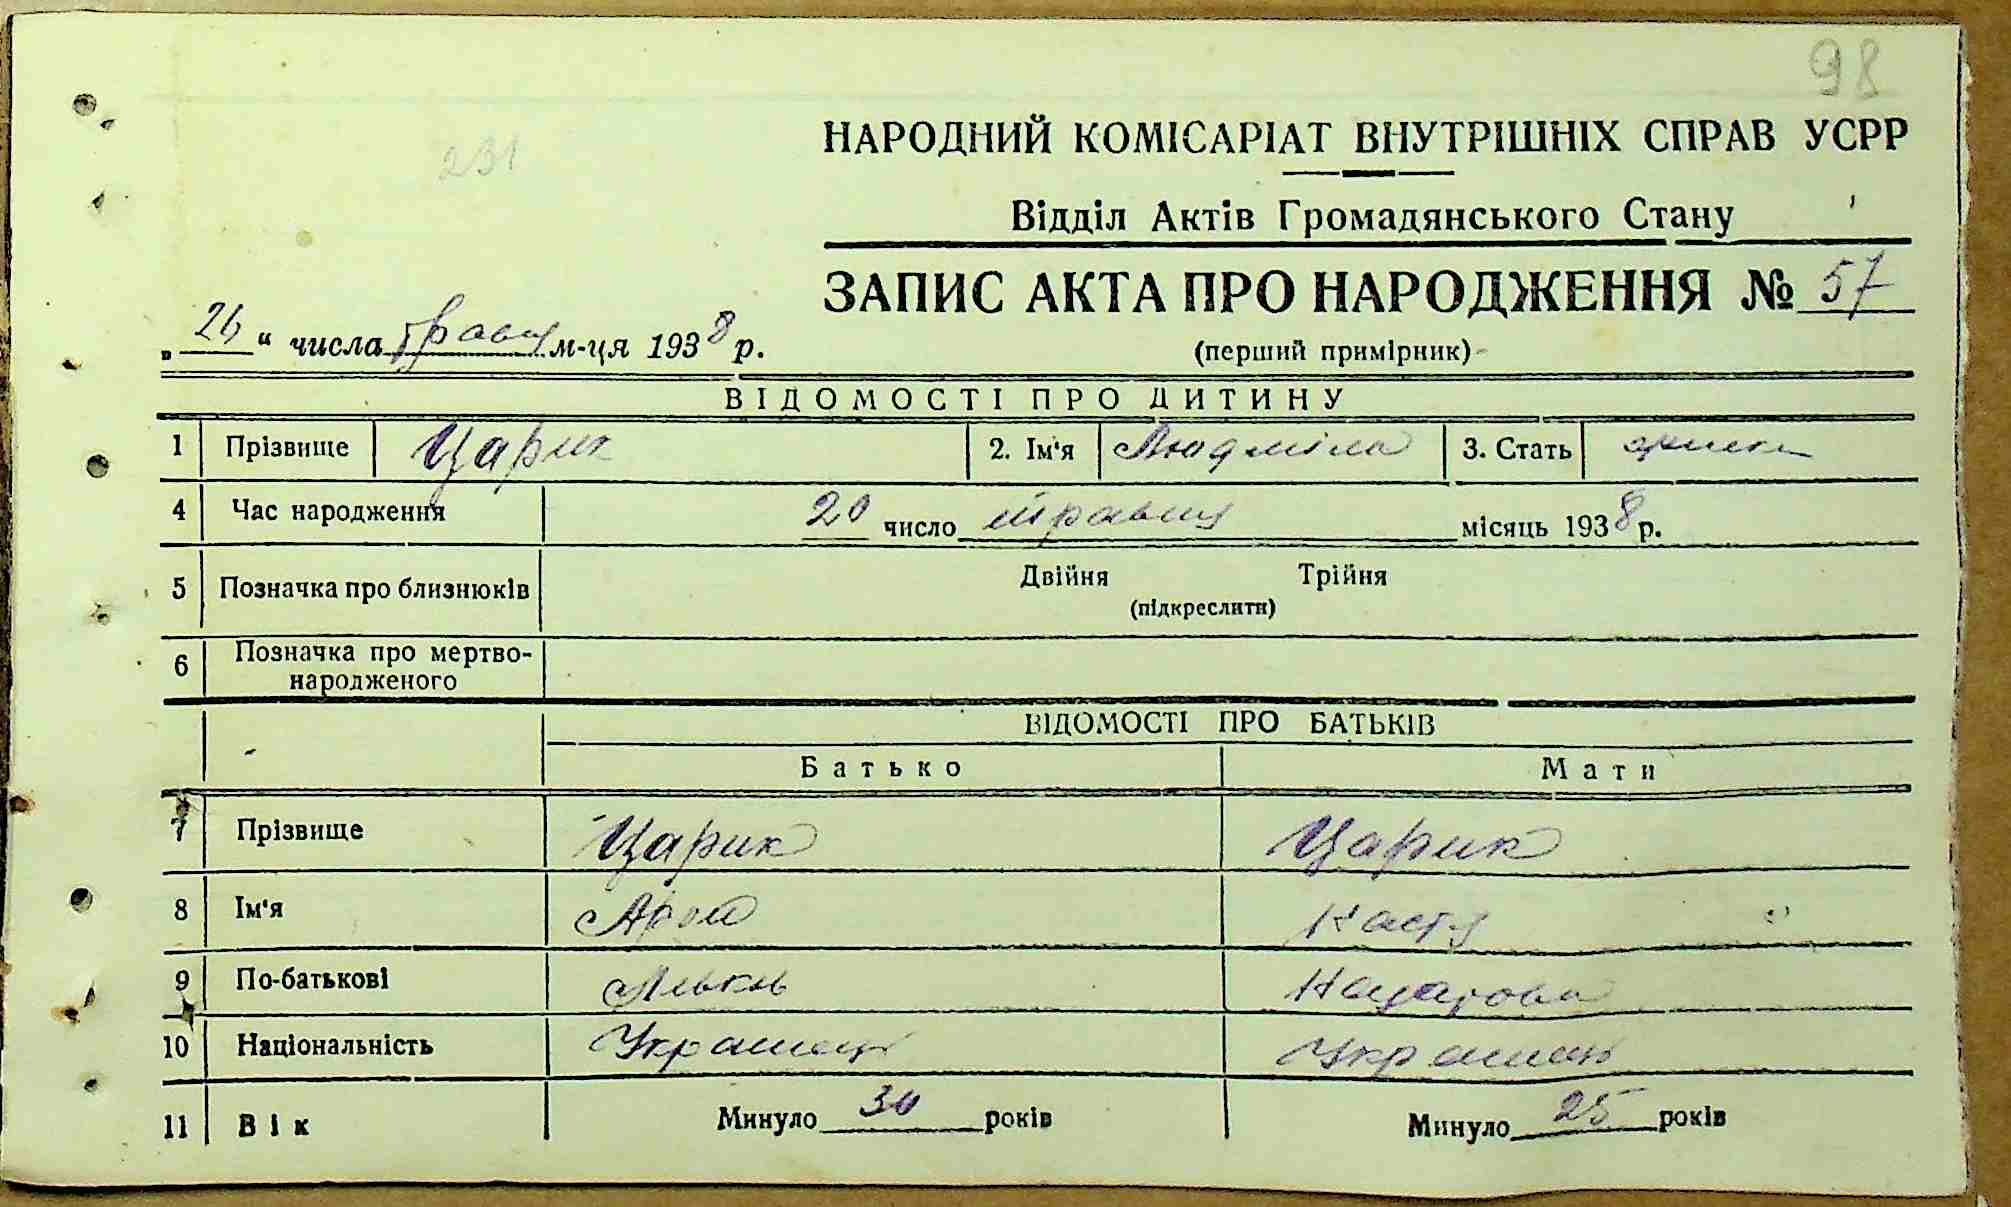 98
231
НАРОДНИЙ КОМІСАРІАТ ВНУТРІШНІХ СПРАВ УСРР
Відділ Актів Громадянського Стану
ЗАПИС АКТА ПРО НАРОДЖЕННЯ № 57
„26“ числа травня м-ця 1938 р.
(перший примірник)
ВІДОМОСТІ ПРО ДИТИНУ
1 Прізвище Царик 2. Ім'я Людміла 3. Стать
4 Час народження 20 число травня місяць 1938 р.
5 Позначка про близнюків Двійня Трійня
(підкреслити)
6 Позначка про мертво-
народженого
ВІДОМОСТІ ПРО БАТЬКІВ
Батько Мати
7 Прізвище Царик Царик
8 Ім'я
9 По-батькові Назарова
10 Національність Українець
11 Вік Минуло 30 років Минуло 25 років